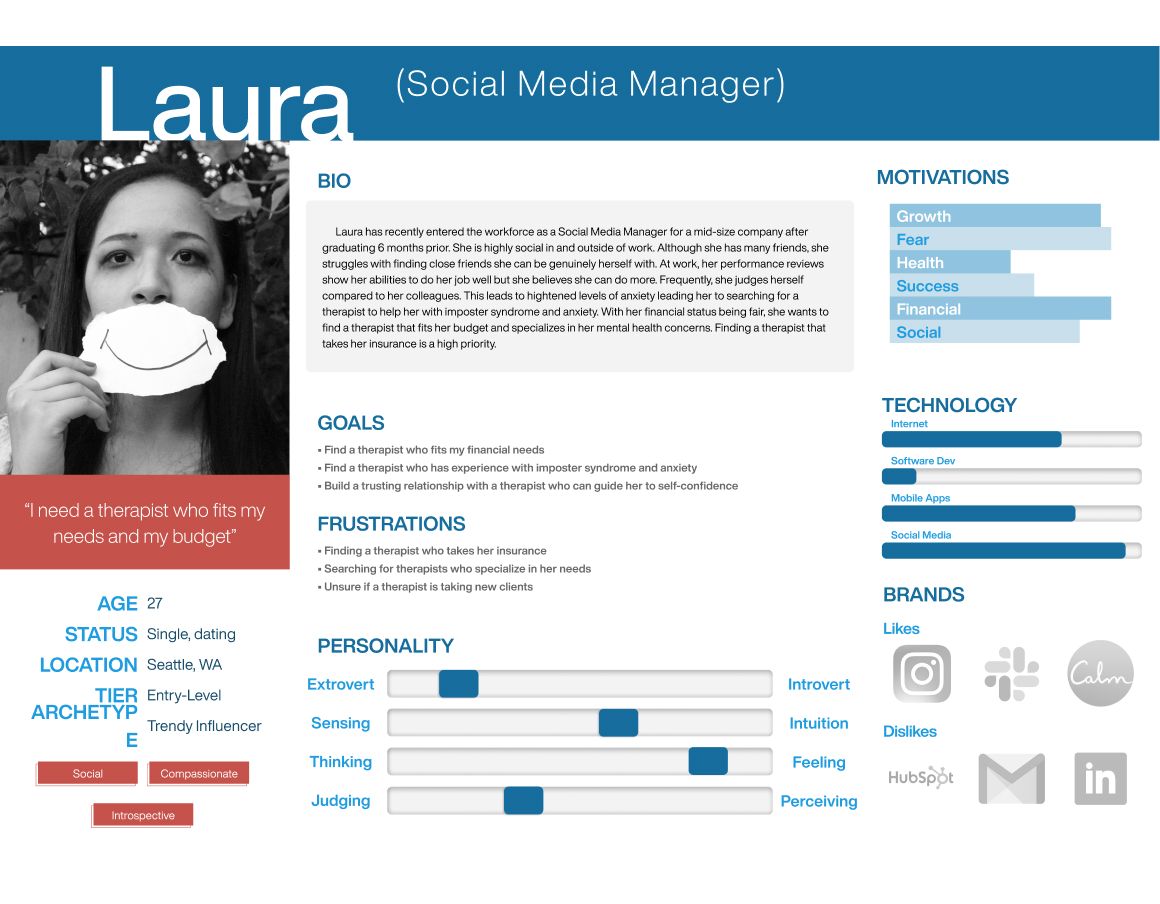 Laura
(Social Media Manager)
“I need a therapist who fits my
needs and my budget”
AGE 27
STATUS Single, dating
LOCATION Seattle, WA
TIER Entry-Level
ARCHETYP
E
Trendy Influencer
Social
Compassionate
Introspective
BIO
Laura has recently entered the workforce as a Social Media Manager for a mid-size company after
graduating 6 months prior. She is highly social in and outside of work. Although she has many friends, she
struggles with finding close friends she can be genuinely herself with. At work, her performance reviews
show her abilities to do her job well but she believes she can do more. Frequently, she judges herself
compared to her colleagues. This leads to hightened levels of anxiety leading her to searching for a
therapist to help her with imposter syndrome and anxiety. With her financial status being fair, she wants to
find a therapist that fits her budget and specializes in her mental health concerns. Finding a therapist that
takes her insurance is a high priority.
GOALS
▪ Find a therapist who fits my financial needs
▪ Find a therapist who has experience with imposter syndrome and anxiety
▪ Build a trusting relationship with a therapist who can guide her to self-confidence
FRUSTRATIONS
▪ Finding a therapist who takes her insurance
▪ Searching for therapists who specialize in her needs
▪ Unsure if a therapist is taking new clients
PERSONALITY
Extrovert Introvert
Sensing Intuition
Thinking Feeling
Judging Perceiving
MOTIVATIONS
Growth
Fear
Health
Success
Financial
Social
TECHNOLOGY
Internet
Software Dev
Mobile Apps
Social Media
BRANDS
Likes
Calm
Dislikes
HubSpot
in